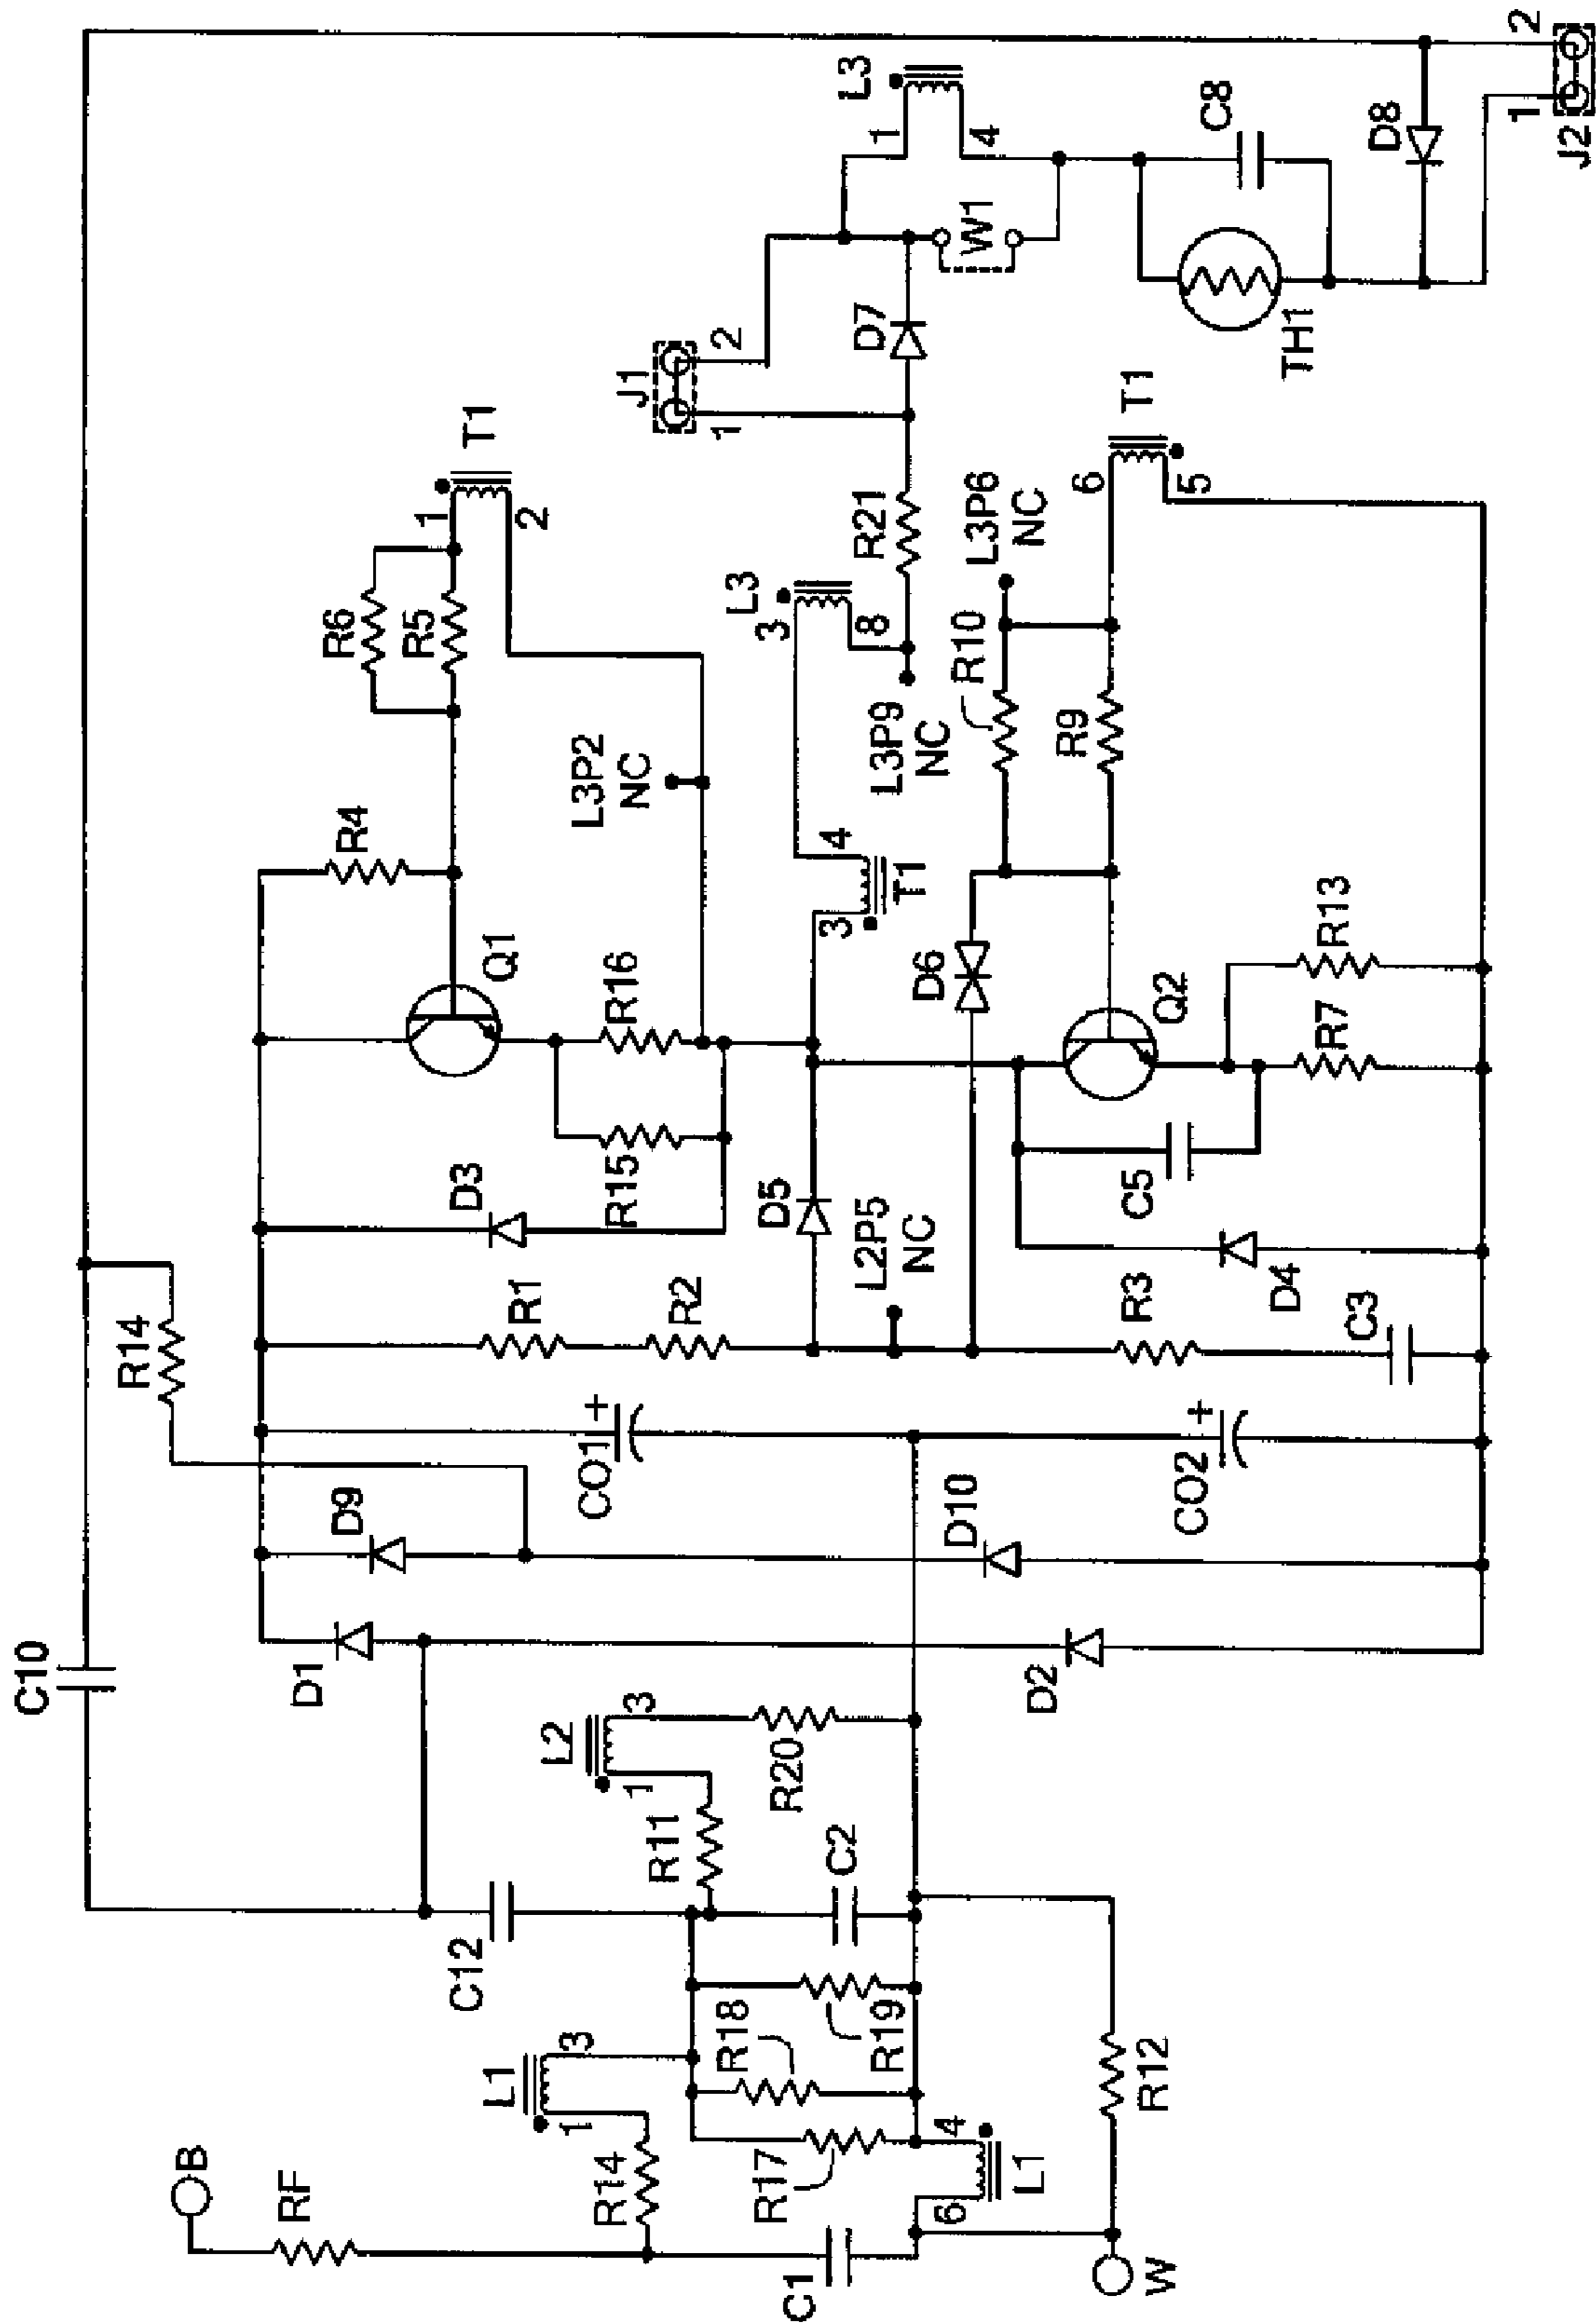 B
RF
R14
1
L1
3
C1
W
R12
6
L1
4
R17
R18
R19
C2
C12
R11
1
L2
3
R20
C10
D1
D2
D9
D10
CO1
+
CO2
+
R14
R1
R2
R3
C3
D3
D4
D5
L2P5
NC
R15
R16
C5
R7
R13
Q1
Q2
D6
R4
R6
R5
1
T1
2
L3P2
NC
3
T1
4
3
L3
8
L3P9
NC
R21
R10
R9
L3P6
NC
6
T1
5
J1
1
2
D7
W1
L3
1
4
TH1
C8
D8
1
2
J2